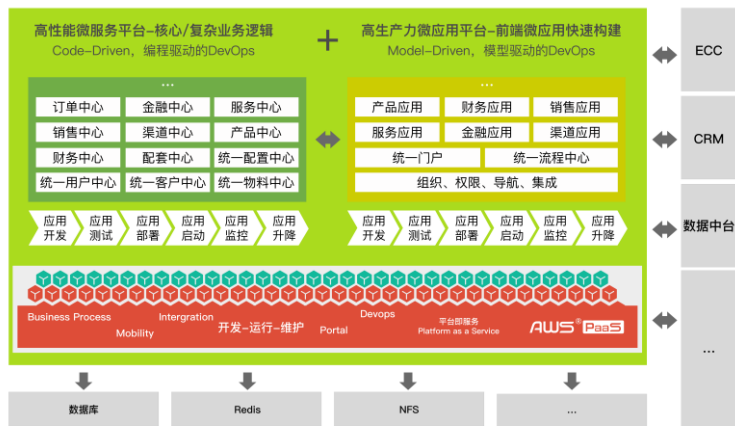 高性能微服务平台-核心/复杂业务逻辑
Code-Driven，编程驱动的DevOps
+
高生产力微应用平台-前端微应用快速构建
Model-Driven，模型驱动的DevOps
...
订单中心 金融中心 服务中心
销售中心 渠道中心 产品中心
财务中心 配套中心 统一配置中心
统一用户中心 统一客户中心 统一物料中心
...
产品应用 财务应用 销售应用
服务应用 金融应用 渠道应用
统一门户 统一流程中心
组织、权限、导航、集成
应用开发 应用测试 应用部署 应用启动 应用监控 应用升降
应用开发 应用测试 应用部署 应用启动 应用监控 应用升降
Business Process
Mobility
Intergration
开发-运行-维护
Portal
Devops
平台即服务
Platform as a Service
AWS® PaaS
ECC
CRM
数据中台
...
数据库
Redis
NFS
...